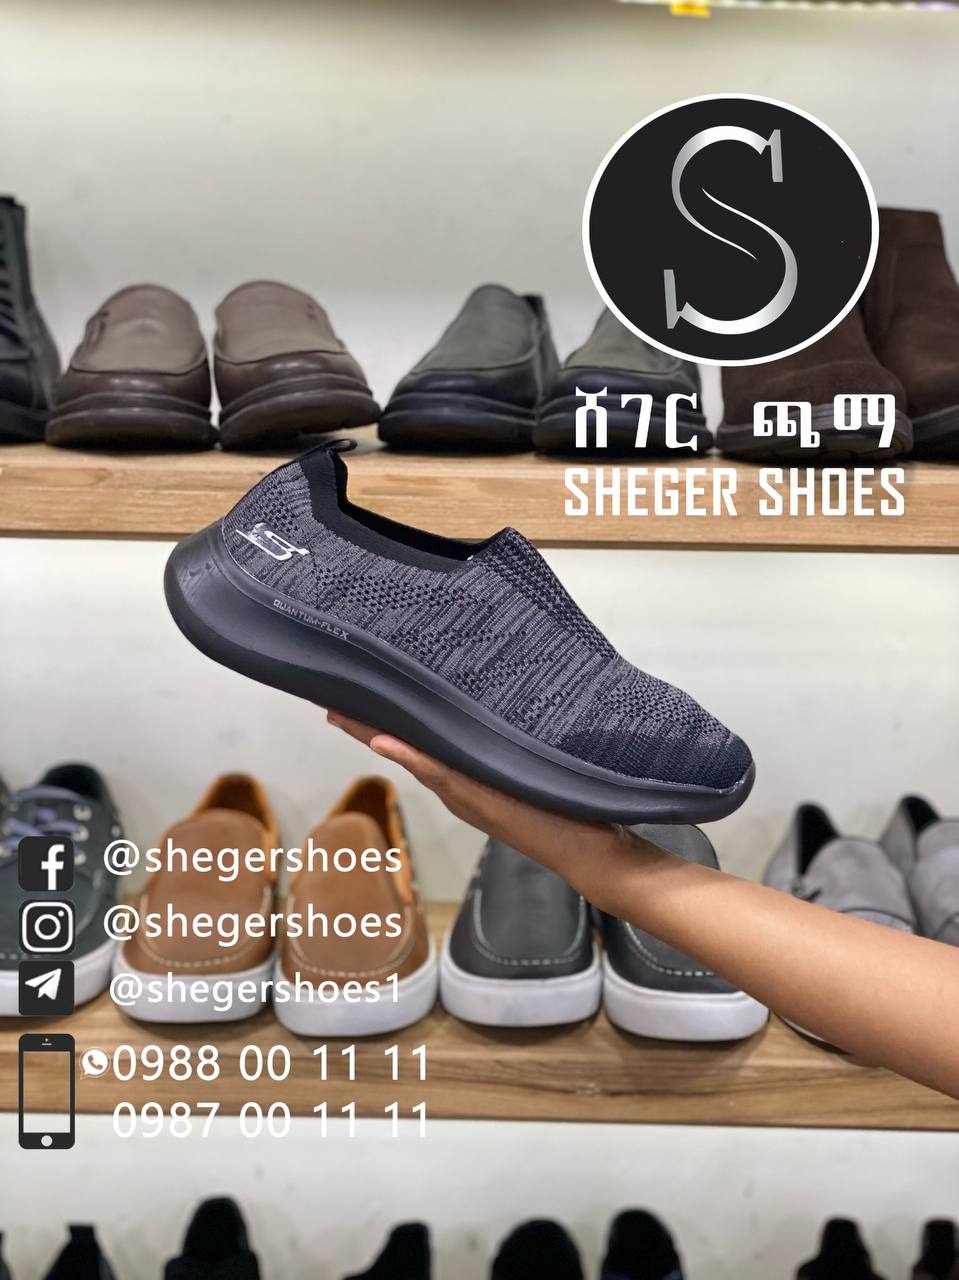 S
ሸገር ጫማ
SHEGER SHOES
S
QUANTUM-FLEX
@shegershoes
@shegershoes
@shegershoes1
0988 00 11 11
0987 00 11 11